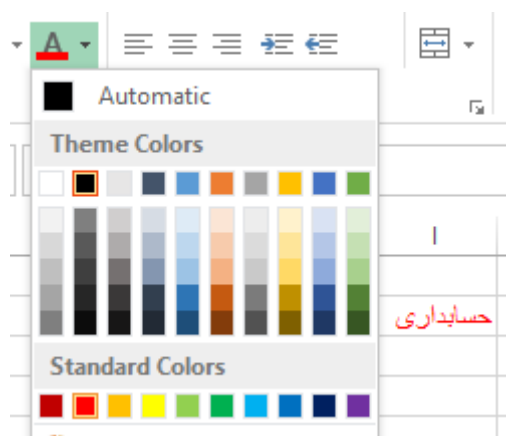 A
Automatic
Theme Colors
I
حسابداری
Standard Colors